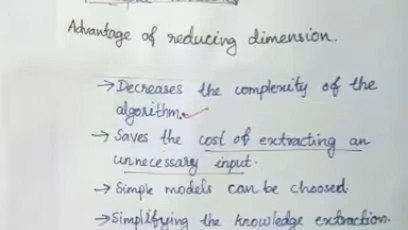 Advantage of reducing dimension.
→ Decreases the complexity of the
algorithm.
→ Saves the cost of extracting an
unnecessary input.
→ Simple models can be choosed.
→ Simplifying the knowledge extraction.